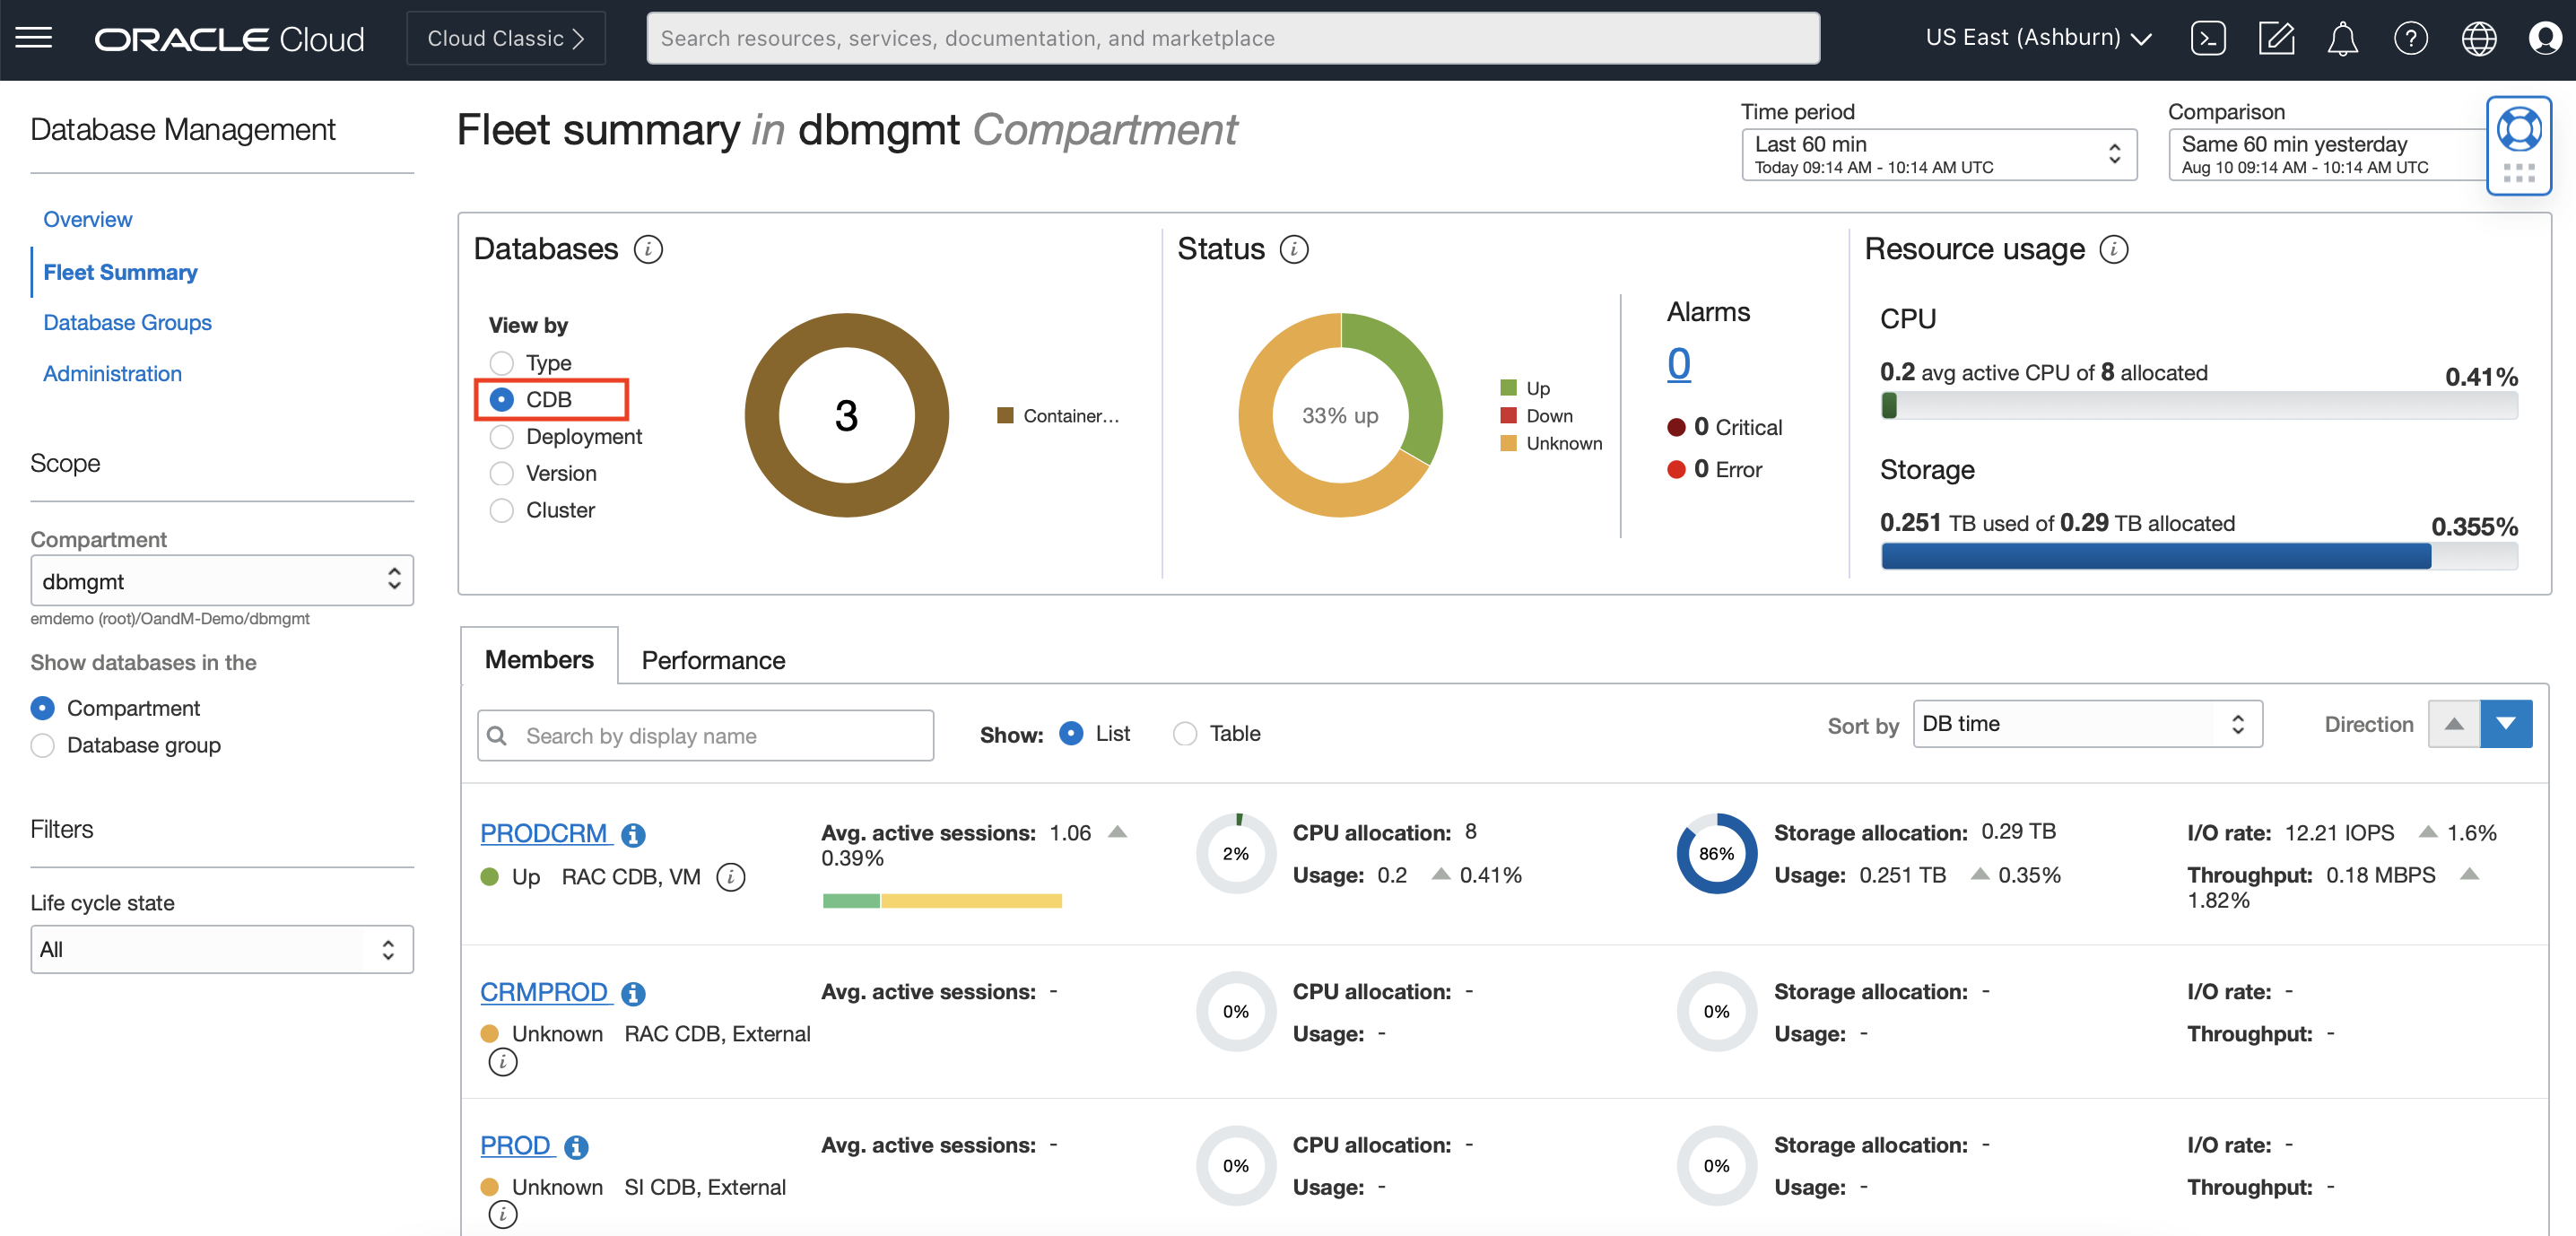 ORACLE Cloud
Cloud Classic
Search resources, services, documentation, and marketplace
US East (Ashburn)
Database Management
Overview
Fleet Summary
Database Groups
Administration
Scope
Compartment
dbmgmt
emdemo (root)/OandM-Demo/dbmgmt
Show databases in the
Compartment
Database group
Filters
Life cycle state
All
Fleet summary in dbmgmt Compartment
Time period
Last 60 min
Today 09:14 AM - 10:14 AM UTC
Comparison
Same 60 min yesterday
Aug 10 09:14 AM - 10:14 AM UTC
Databases
View by
Type
CDB
Deployment
Version
Cluster
3
Container...
Status
33% up
Up
Down
Unknown
Alarms
0
0 Critical
0 Error
Resource usage
CPU
0.2 avg active CPU of 8 allocated
0.41%
Storage
0.251 TB used of 0.29 TB allocated
0.355%
Members
Performance
Search by display name
Show:
List
Table
Sort by
DB time
Direction
PRODCRM
Up RAC CDB, VM
Avg. active sessions: 1.06
0.39%
2%
CPU allocation: 8
Usage: 0.2 0.41%
86%
Storage allocation: 0.29 TB
Usage: 0.251 TB 0.35%
I/O rate: 12.21 IOPS 1.6%
Throughput: 0.18 MBPS
1.82%
CRMPROD
Unknown RAC CDB, External
Avg. active sessions: -
0%
CPU allocation: -
Usage: -
0%
Storage allocation: -
Usage: -
I/O rate: -
Throughput: -
PROD
Unknown SI CDB, External
Avg. active sessions: -
0%
CPU allocation: -
Usage: -
0%
Storage allocation: -
Usage: -
I/O rate: -
Throughput: -